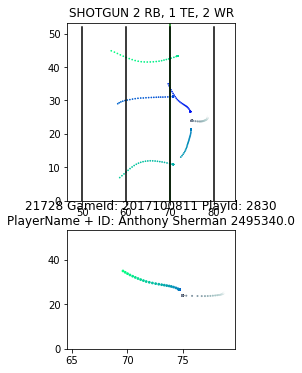 SHOTGUN 2 RB, 1 TE, 2 WR
50
40
30
20
10
0
50 60 70 80
21728 GameId: 2017100811 PlayId: 2830
PlayerName + ID: Anthony Sherman 2495340.0
40
20
0
65 70 75